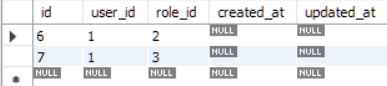 id user_id role_id created_at updated_at
6 1 2 NULL NULL
7 1 3 NULL NULL
NULL NULL NULL NULL NULL